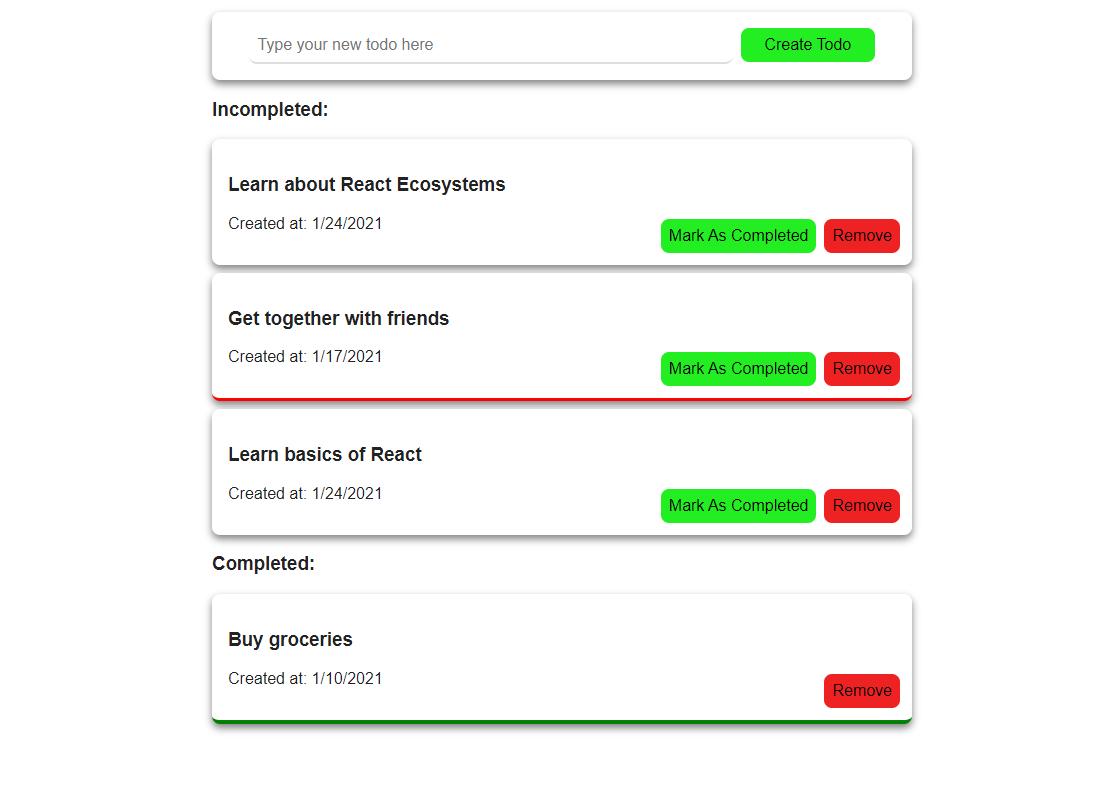 Type your new todo here
Create Todo
Incompleted:
Learn about React Ecosystems
Created at: 1/24/2021
Mark As Completed
Remove
Get together with friends
Created at: 1/17/2021
Mark As Completed
Remove
Learn basics of React
Created at: 1/24/2021
Mark As Completed
Remove
Completed:
Buy groceries
Created at: 1/10/2021
Remove